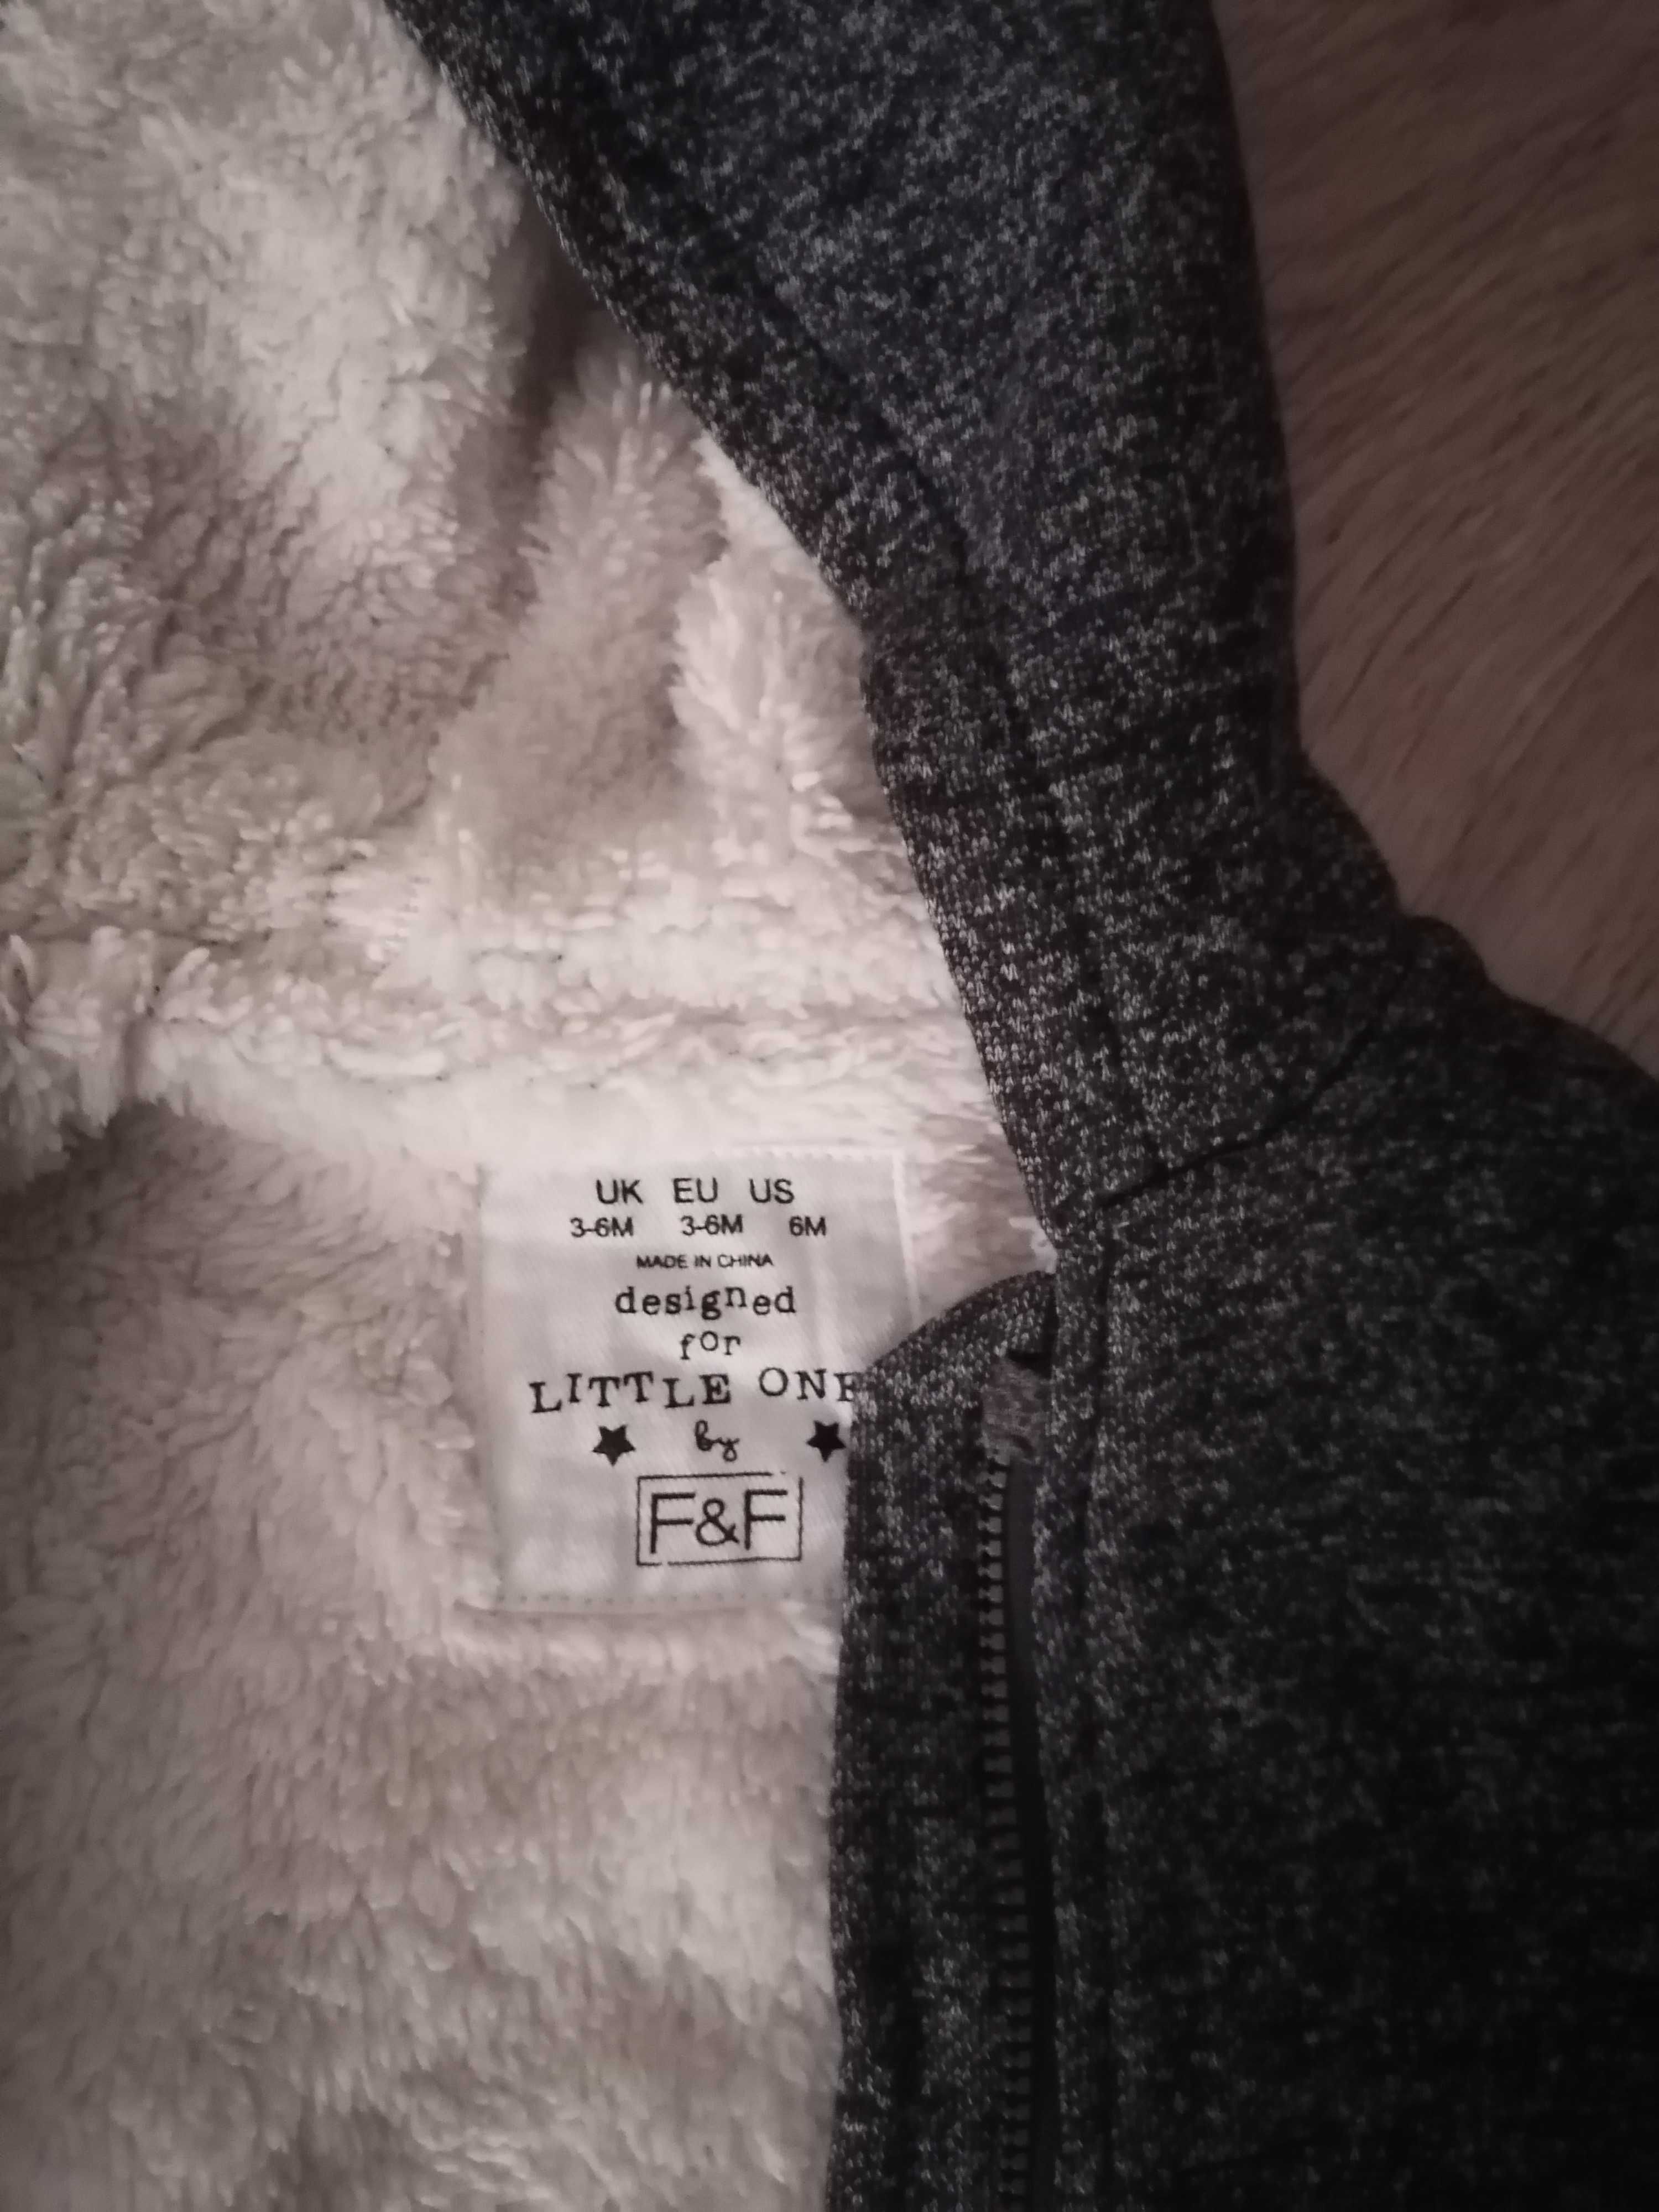 UK EU US
3-6M 3-6M 6M
MADE IN CHINA
designed
for
LITTLE ONE
by
F&F